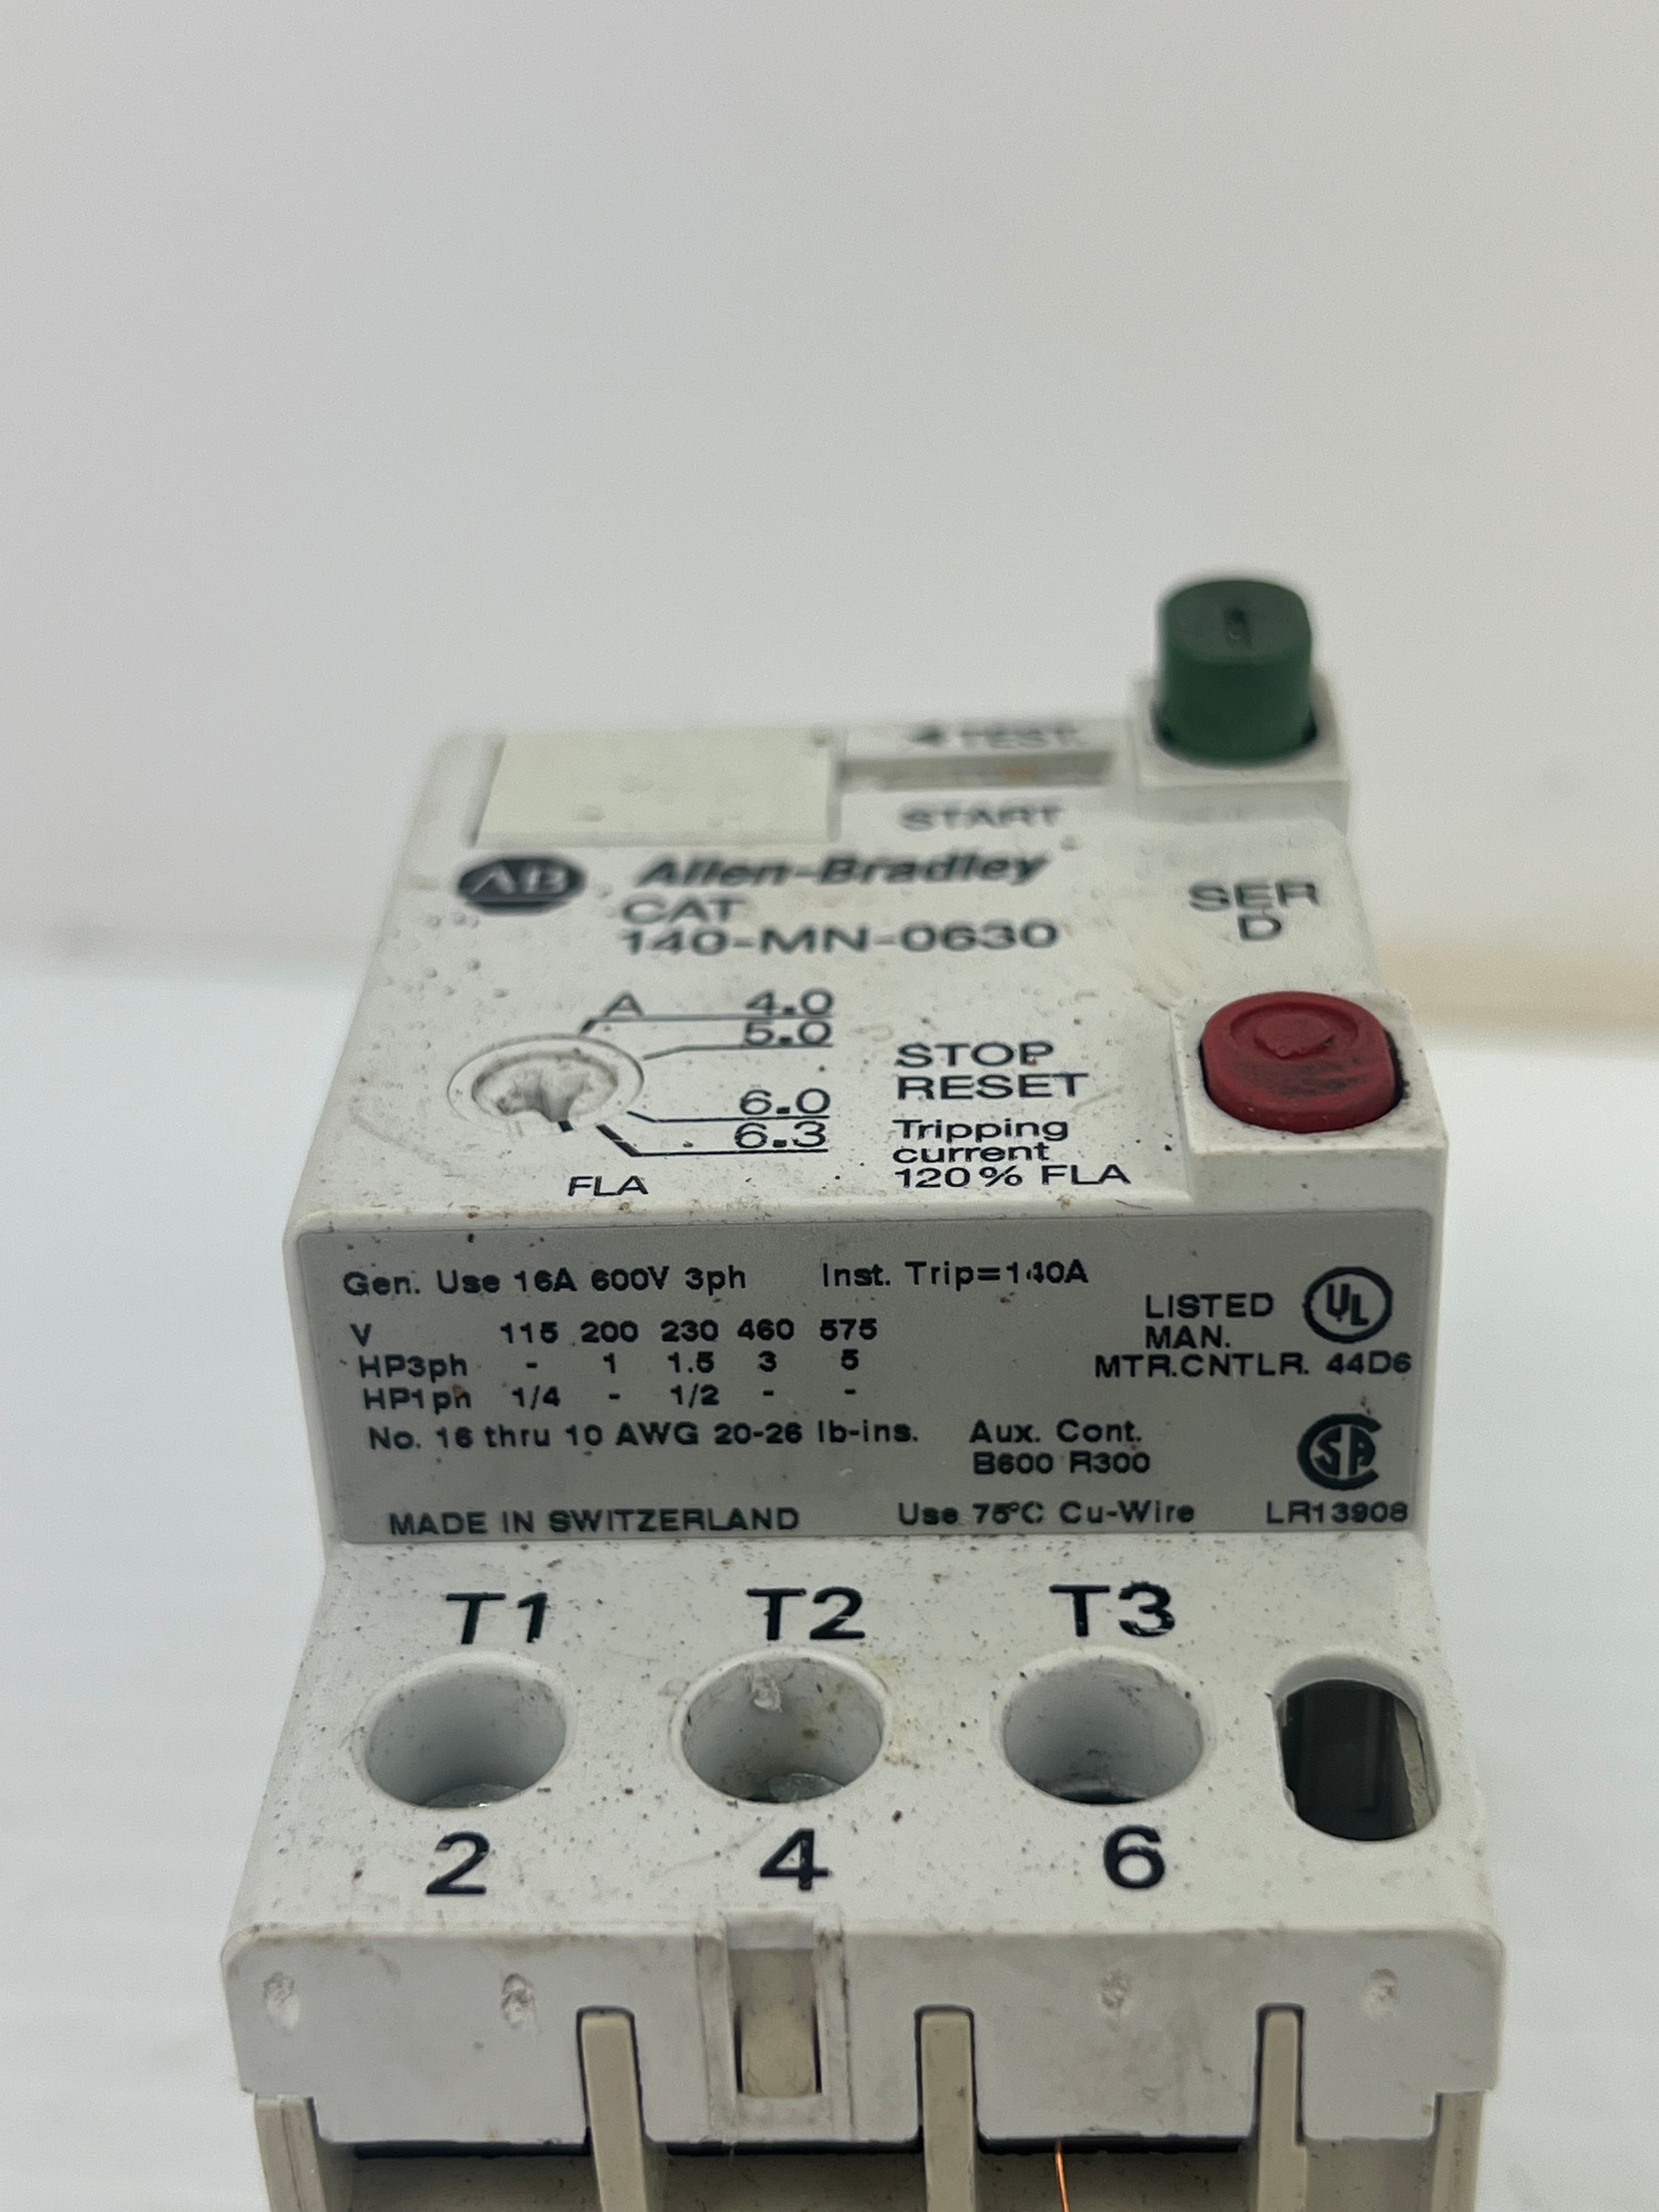 TEST
START
AB Allen-Bradley
CAT
140-MN-0630
SER
D
A 4.0
5.0
6.0
6.3
FLA
STOP
RESET
Tripping
current
120% FLA
Gen. Use 16A 600V 3ph Inst. Trip=140A
V 115 200 230 460 575
HP3ph - 1 1.5 3 5
HP1ph 1/4 - 1/2 - -
No. 16 thru 10 AWG 20-26 lb-ins.
Aux. Cont.
B600 R300
LISTED UL
MAN.
MTR.CNTLR. 44D6
SA
MADE IN SWITZERLAND Use 75°C Cu-Wire LR13908
T1 T2 T3
2 4 6